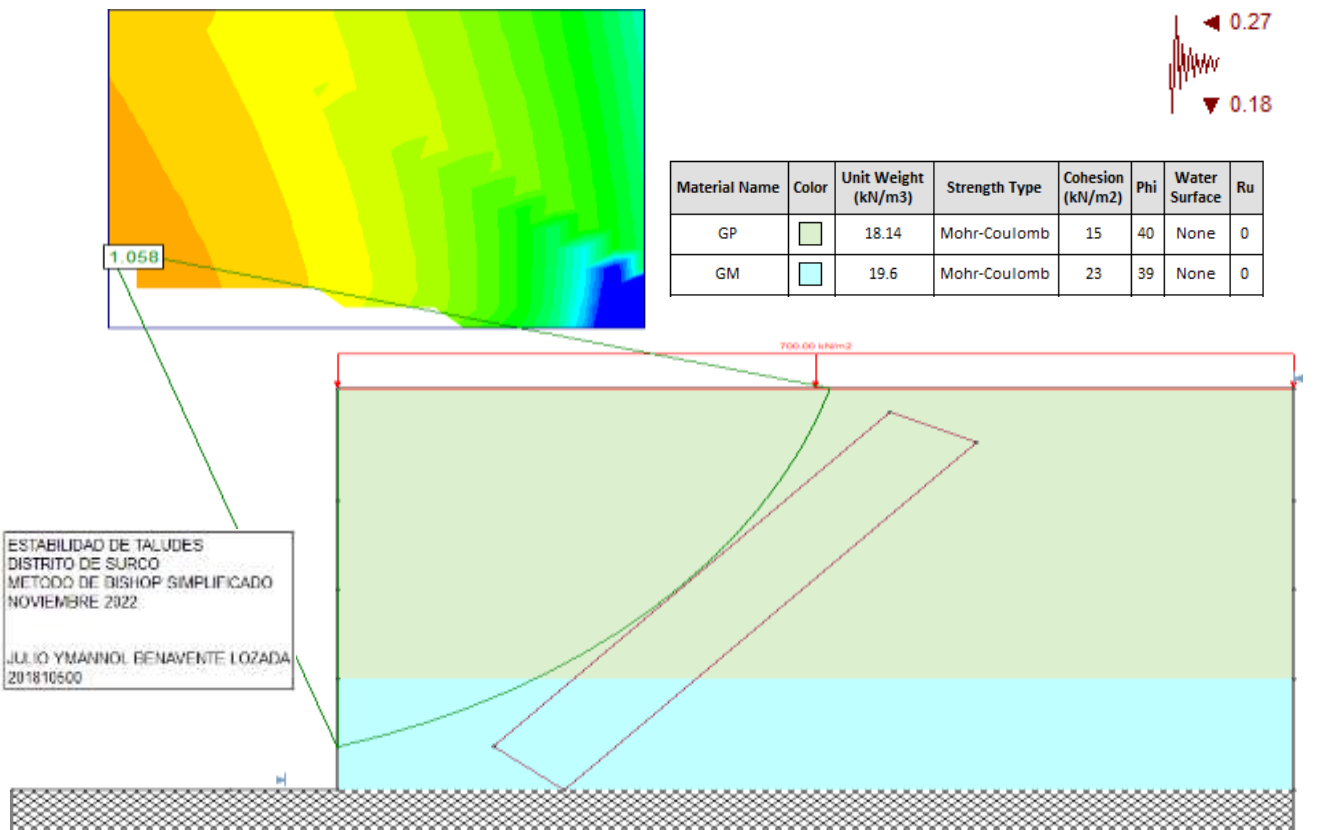 0.27
0.18
Material Name Color Unit Weight (kN/m3) Strength Type Cohesion (kN/m2) Phi Water Surface Ru
GP 18.14 Mohr-Coulomb 15 40 None 0
GM 19.6 Mohr-Coulomb 23 39 None 0
1.058
700.00 kN/m2
ESTABILIDAD DE TALUDES
DISTRITO DE SURCO
METODO DE BISHOP SIMPLIFICADO
NOVIEMBRE 2022
JULIO YMANNOL BENAVENTE LOZADA
201810500